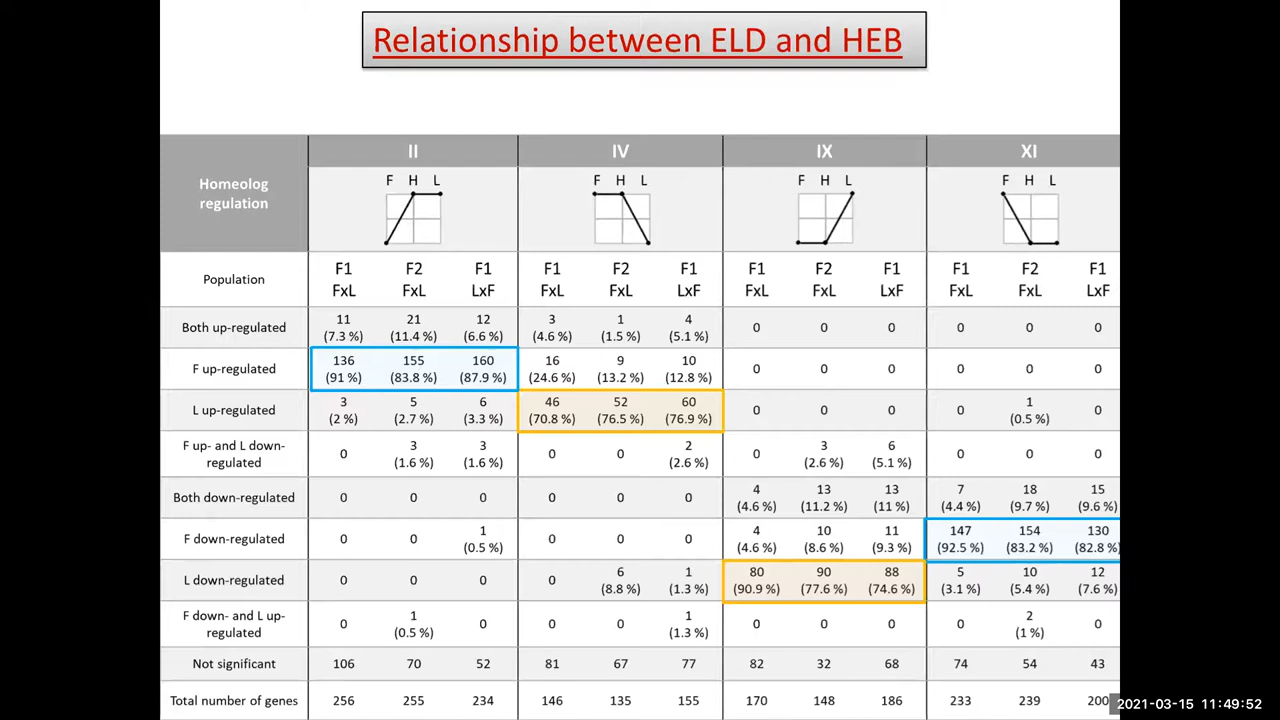 Relationship between ELD and HEB
II IV IX XI
Homeolog
regulation
F H L F H L F H L F H L
Population
F1 F2 F1 F1 F2 F1 F1 F2 F1 F1 F2 F1
FxL FxL LxF FxL FxL LxF FxL FxL LxF FxL FxL LxF
Both up-regulated
11 21 12 3 1 4 0 0 0 0 0 0
(7.3 %) (11.4 %) (6.6 %) (4.6 %) (1.5 %) (5.1 %)
F up-regulated
136 155 160 16 9 10 0 0 0 0 0 0
(91 %) (83.8 %) (87.9 %) (24.6 %) (13.2 %) (12.8 %)
L up-regulated
3 5 6 46 52 60 0 0 0 0 1 0
(2 %) (2.7 %) (3.3 %) (70.8 %) (76.5 %) (76.9 %) (0.5 %)
F up- and L down-
regulated
0 3 3 0 0 2 0 3 6 0 0 0
(1.6 %) (1.6 %) (2.6 %) (2.6 %) (5.1 %)
Both down-regulated
0 0 0 0 0 0 4 13 13 7 18 15
(4.6 %) (11.2 %) (11 %) (4.4 %) (9.7 %) (9.6 %)
F down-regulated
0 0 1 0 0 0 4 10 11 147 154 130
(0.5 %) (4.6 %) (8.6 %) (9.3 %) (92.5 %) (83.2 %) (82.8 %)
L down-regulated
0 0 0 0 6 1 80 90 88 5 10 12
(8.8 %) (1.3 %) (90.9 %) (77.6 %) (74.6 %) (3.1 %) (5.4 %) (7.6 %)
F down- and L up-
regulated
0 1 0 0 0 1 0 0 0 0 2 0
(0.5 %) (1.3 %) (1 %)
Not significant 106 70 52 81 67 77 82 32 68 74 54 43
Total number of genes 256 255 234 146 135 155 170 148 186 233 239 200
2021-03-15 11:49:52